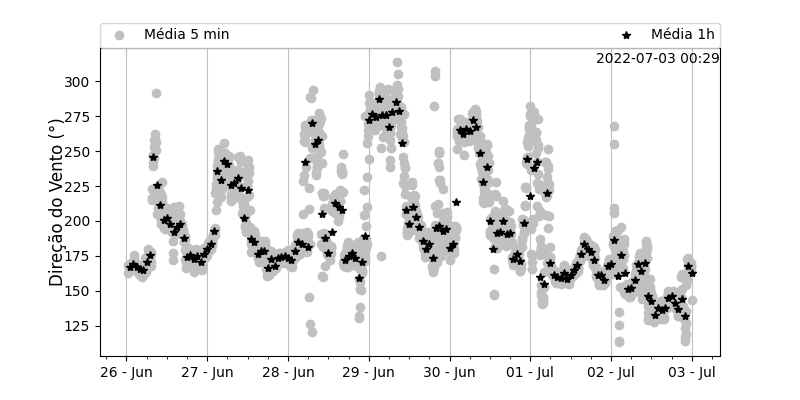 Média 5 min
Média 1h
2022-07-03 00:29
Direção do Vento (°)
300
275
250
225
200
175
150
125
26 - Jun
27 - Jun
28 - Jun
29 - Jun
30 - Jun
01 - Jul
02 - Jul
03 - Jul